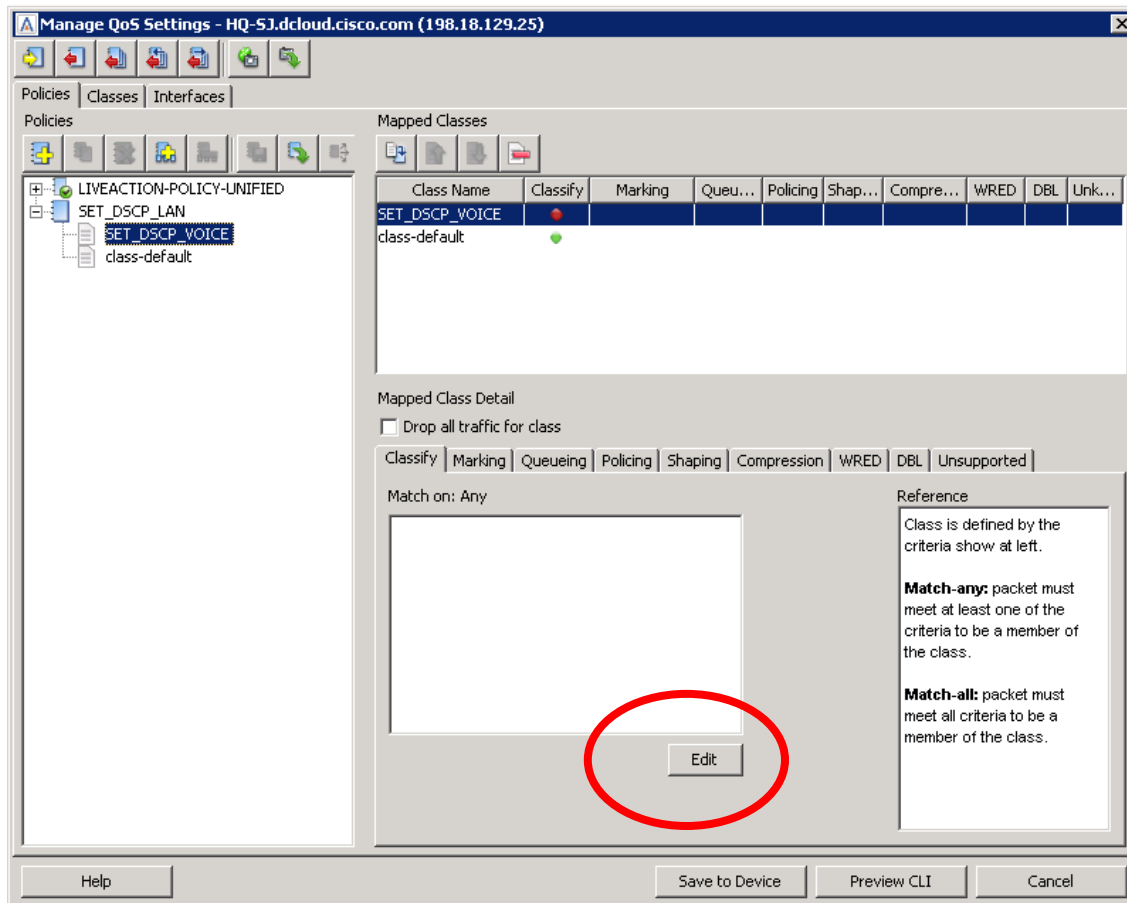 Manage QoS Settings - HQ-SJ.dcloud.cisco.com (198.18.129.25)
Policies Classes Interfaces
Policies
Mapped Classes
LIVEACTION-POLICY-UNIFIED
SET_DSCP_LAN
SET_DSCP_VOICE
class-default
Class Name Classify Marking Queu... Policing Shap... Compre... WRED DBL Unk...
SET_DSCP_VOICE
class-default
Mapped Class Detail
Drop all traffic for class
Classify Marking Queueing Policing Shaping Compression WRED DBL Unsupported
Match on: Any
Edit
Reference
Class is defined by the
criteria show at left.
Match-any: packet must
meet at least one of the
criteria to be a member of
the class.
Match-all: packet must
meet all criteria to be a
member of the class.
Help Save to Device Preview CLI Cancel